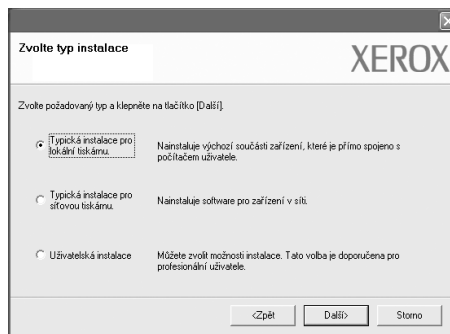 Zvolte typ instalace
XEROX
Zvolte požadovaný typ a klepněte na tlačítko [Další].
Typická instalace pro
lokální tiskárnu.
Nainstaluje výchozí součásti zařízení, které je přímo spojeno s
počítačem uživatele.
Typická instalace pro
síťovou tiskárnu.
Nainstaluje software pro zařízení v síti.
Uživatelská instalace
Můžete zvolit možnosti instalace. Tato volba je doporučena pro
profesionální uživatele.
<Zpět
Další>
Storno